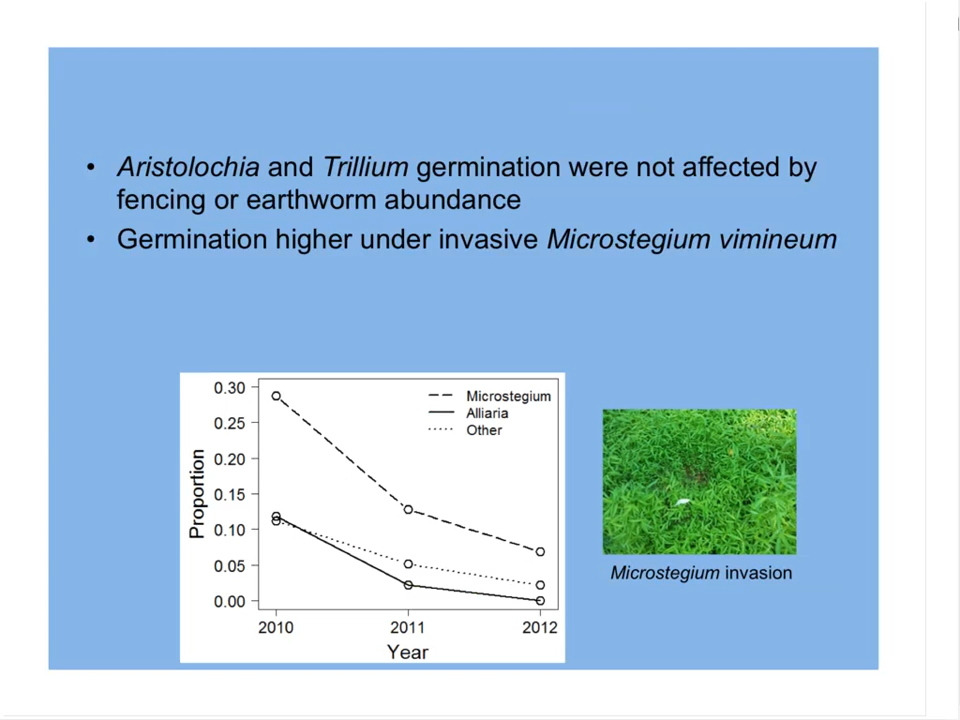 • Aristolochia and Trillium germination were not affected by
fencing or earthworm abundance
• Germination higher under invasive Microstegium vimineum
0.30
0.25
0.20
0.15
0.10
0.05
0.00
Proportion
Microstegium
Alliaria
Other
2010 2011 2012
Year
Microstegium invasion